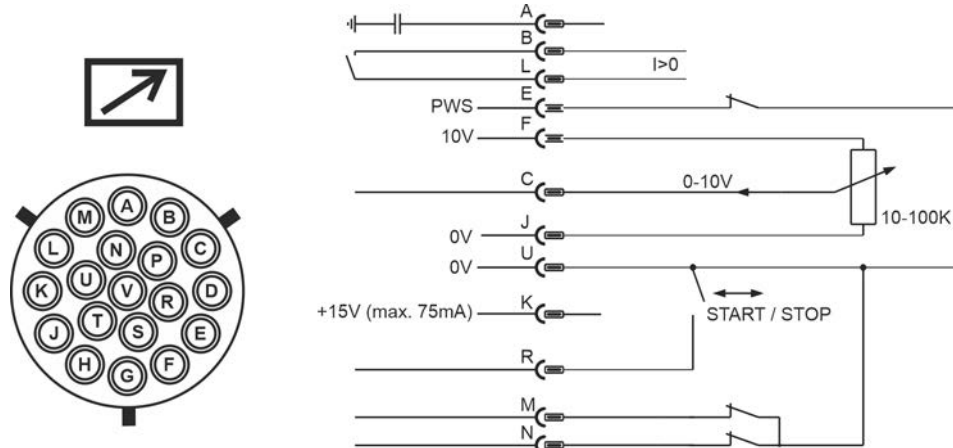 A
B
L
I>0
E
PWS
F
10V
C
0-10V
10-100K
J
0V
U
0V
K
+15V (max. 75mA)
START / STOP
R
M
N
A
M
B
L
N
P
C
K
U
V
R
D
J
T
S
E
H
G
F